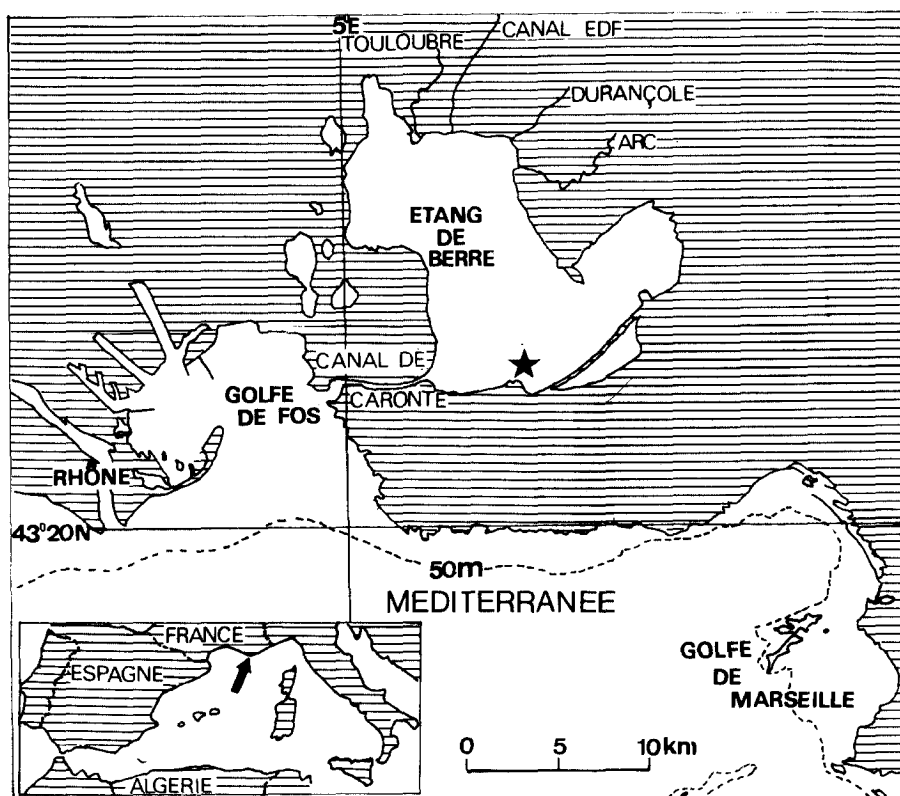 5E
TOULOUBRE
CANAL EDF
DURANÇOLE
ARC
ETANG
DE
BERRE
CANAL DE
CARONTE
GOLFE
DE FOS
RHÔNE
43°20N
50m
MEDITERRANEE
GOLFE
DE
MARSEILLE
FRANCE
ESPAGNE
ALGERIE
0 5 10km